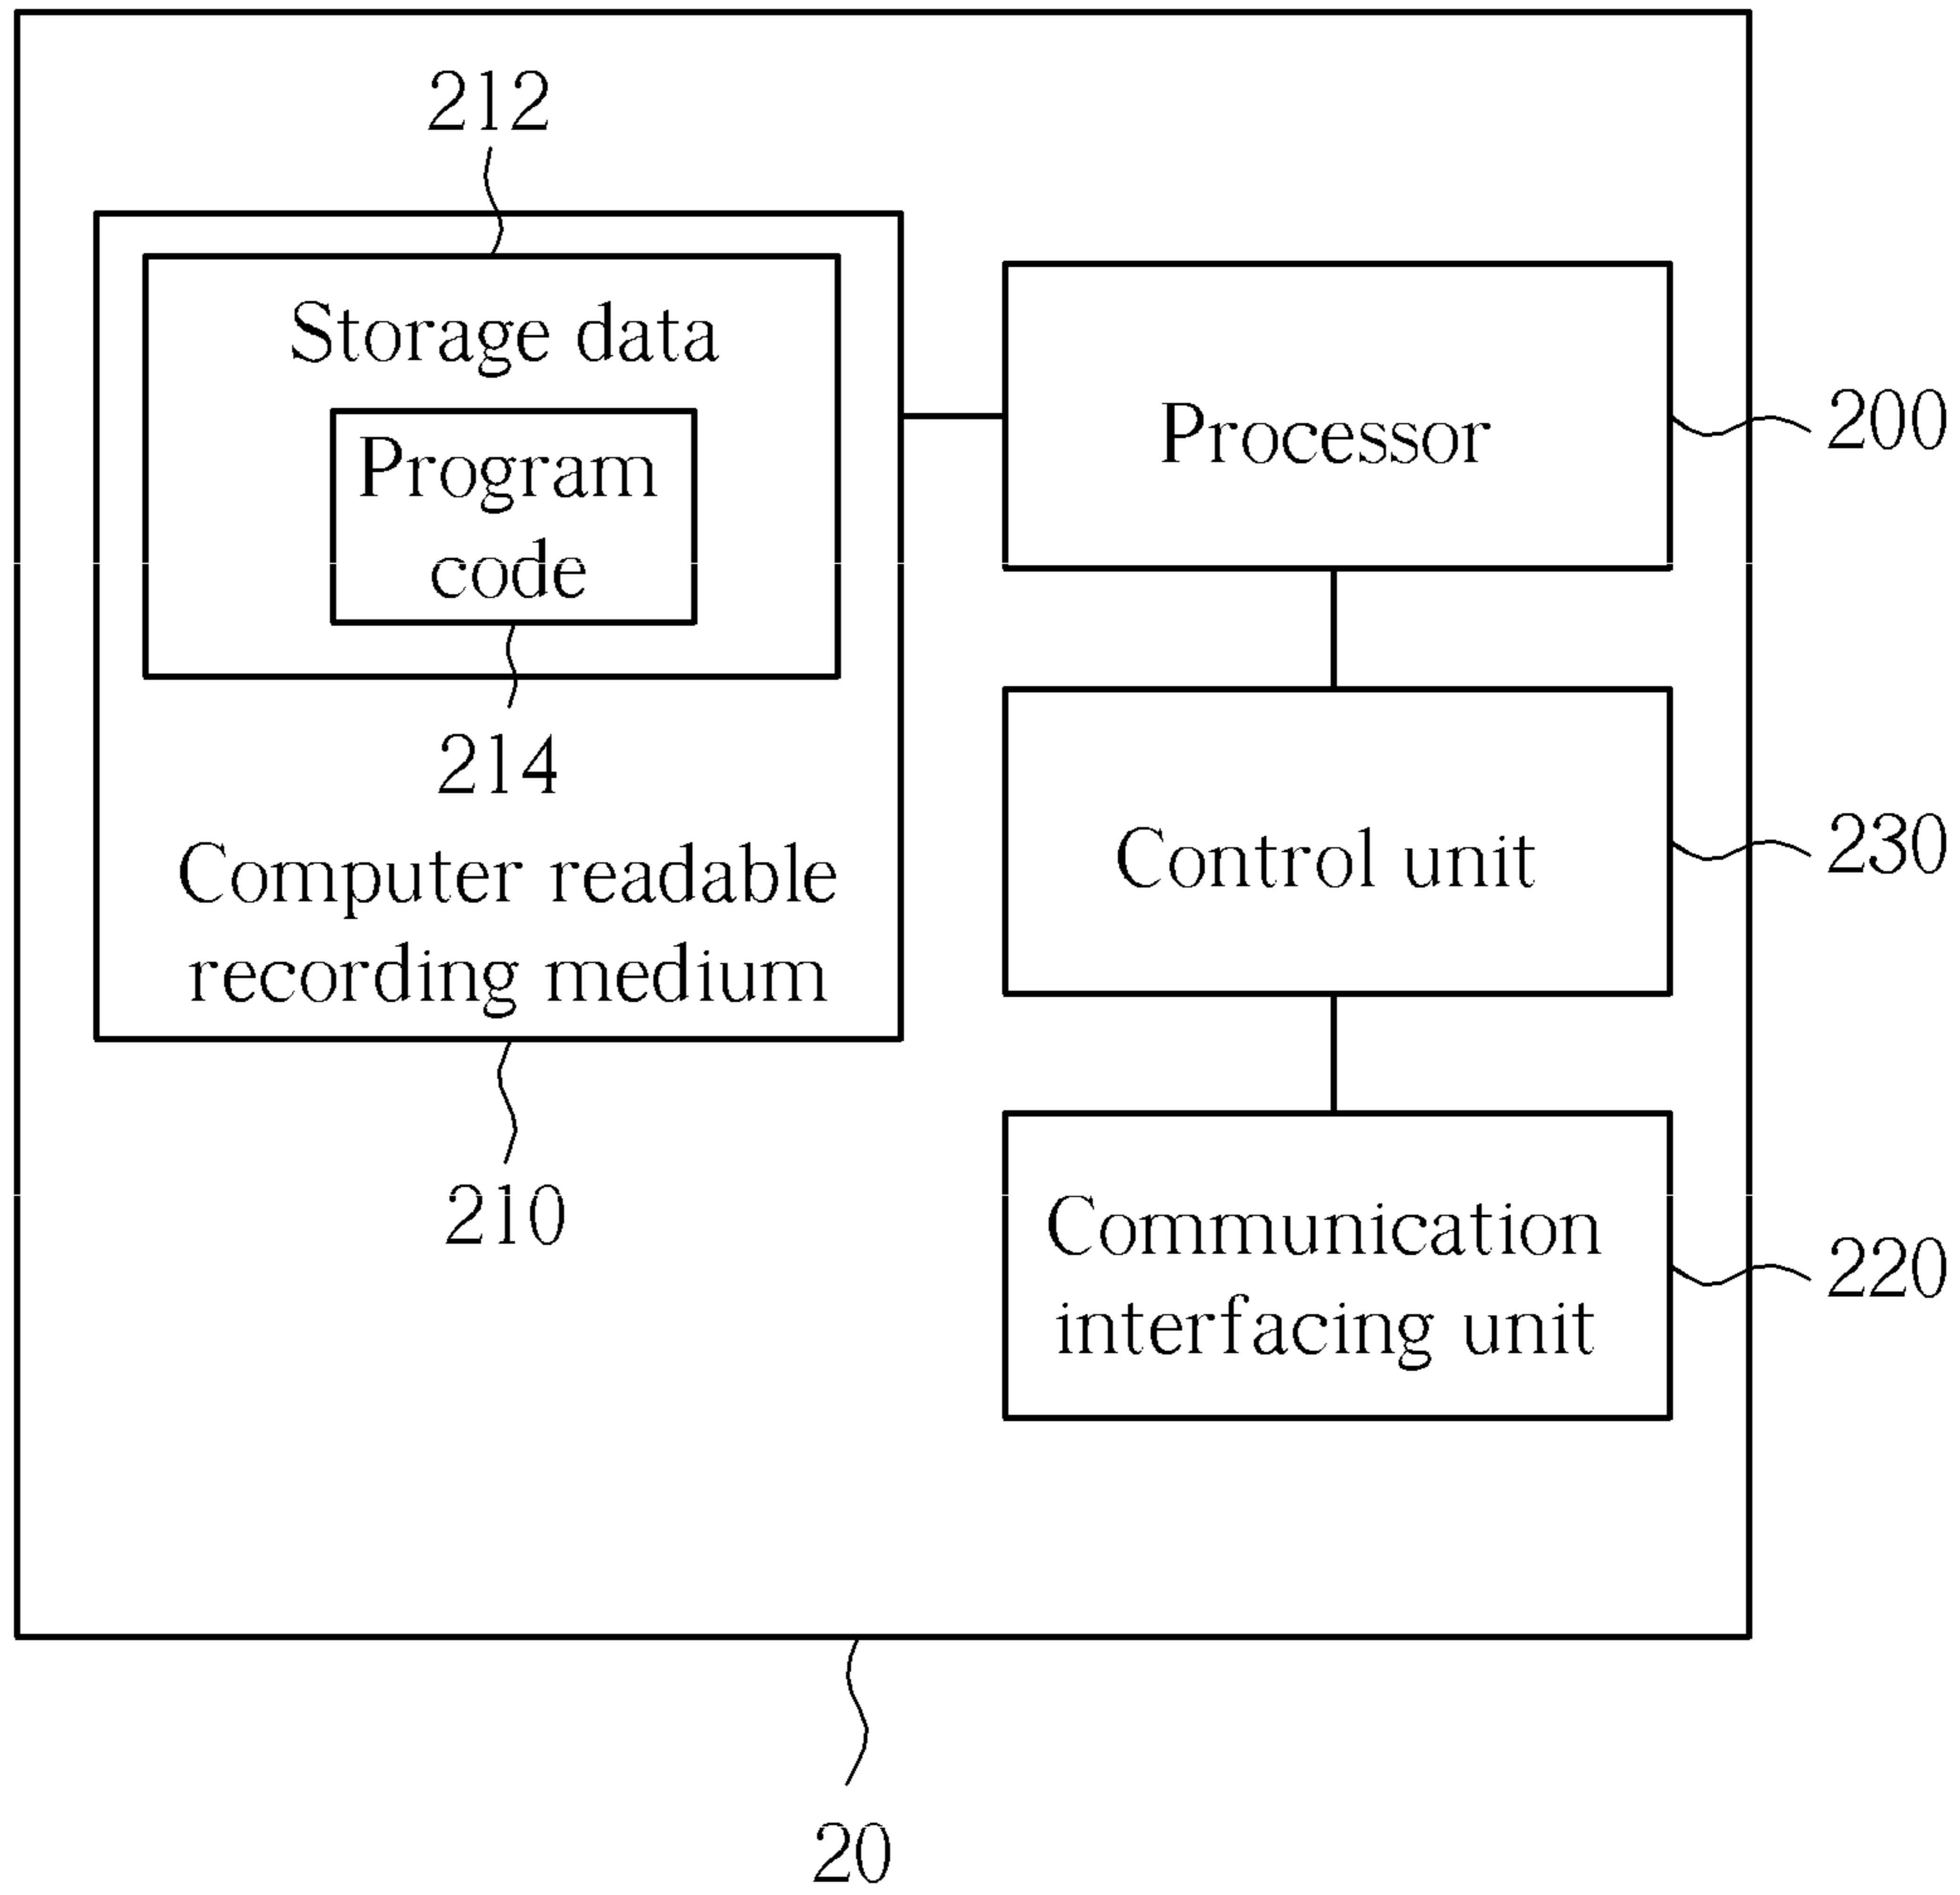 212
Storage data
Program
code
214
Computer readable
recording medium
210
Processor
200
Control unit
230
Communication
interfacing unit
220
20